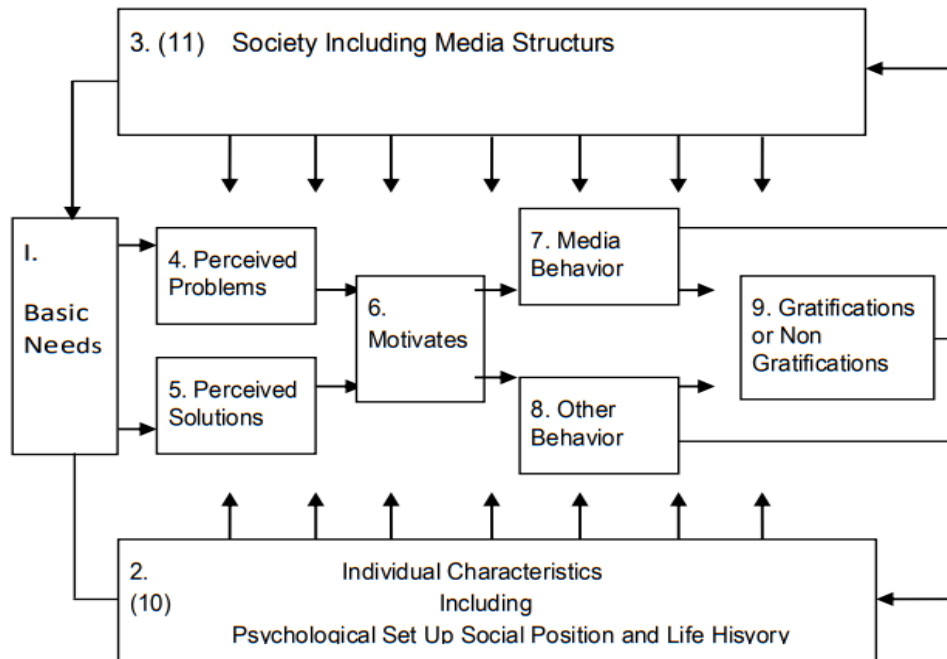 3. (11) Society Including Media Structurs
I.
Basic
Needs
4. Perceived
Problems
5. Perceived
Solutions
6.
Motivates
7. Media
Behavior
8. Other
Behavior
9. Gratifications
or Non
Gratifications
2. Individual Characteristics
(10) Including
Psychological Set Up Social Position and Life Hisvory